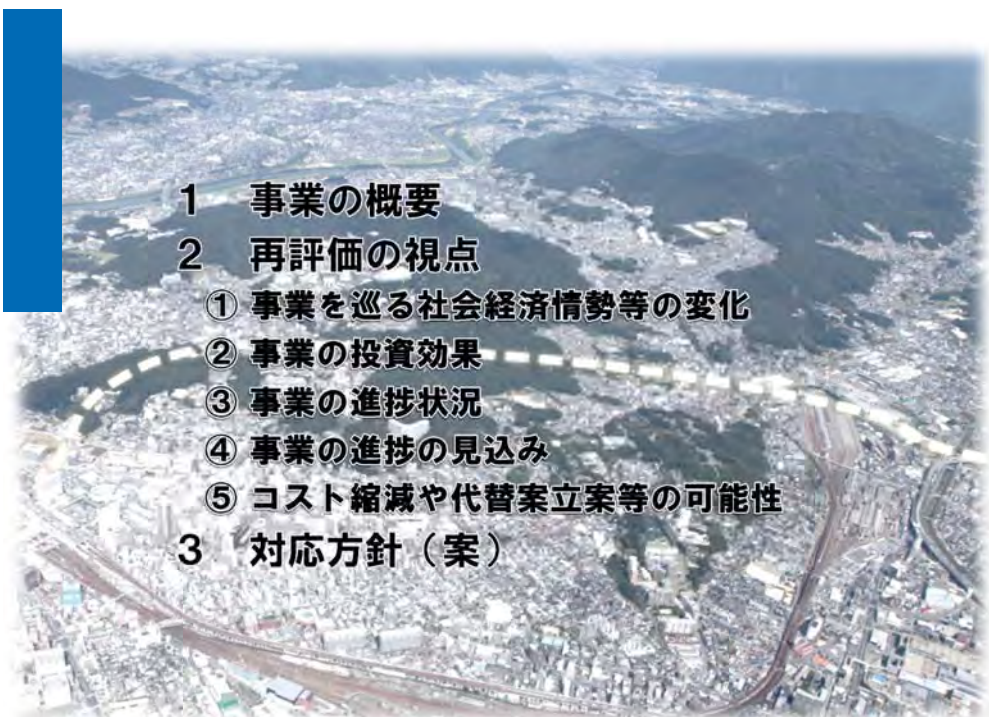 1 事業の概要
2 再評価の視点
① 事業を巡る社会経済情勢等の変化
② 事業の投資効果
③ 事業の進捗状況
④ 事業の進捗の見込み
⑤ コスト縮減や代替案立案等の可能性
3 対応方針（案）